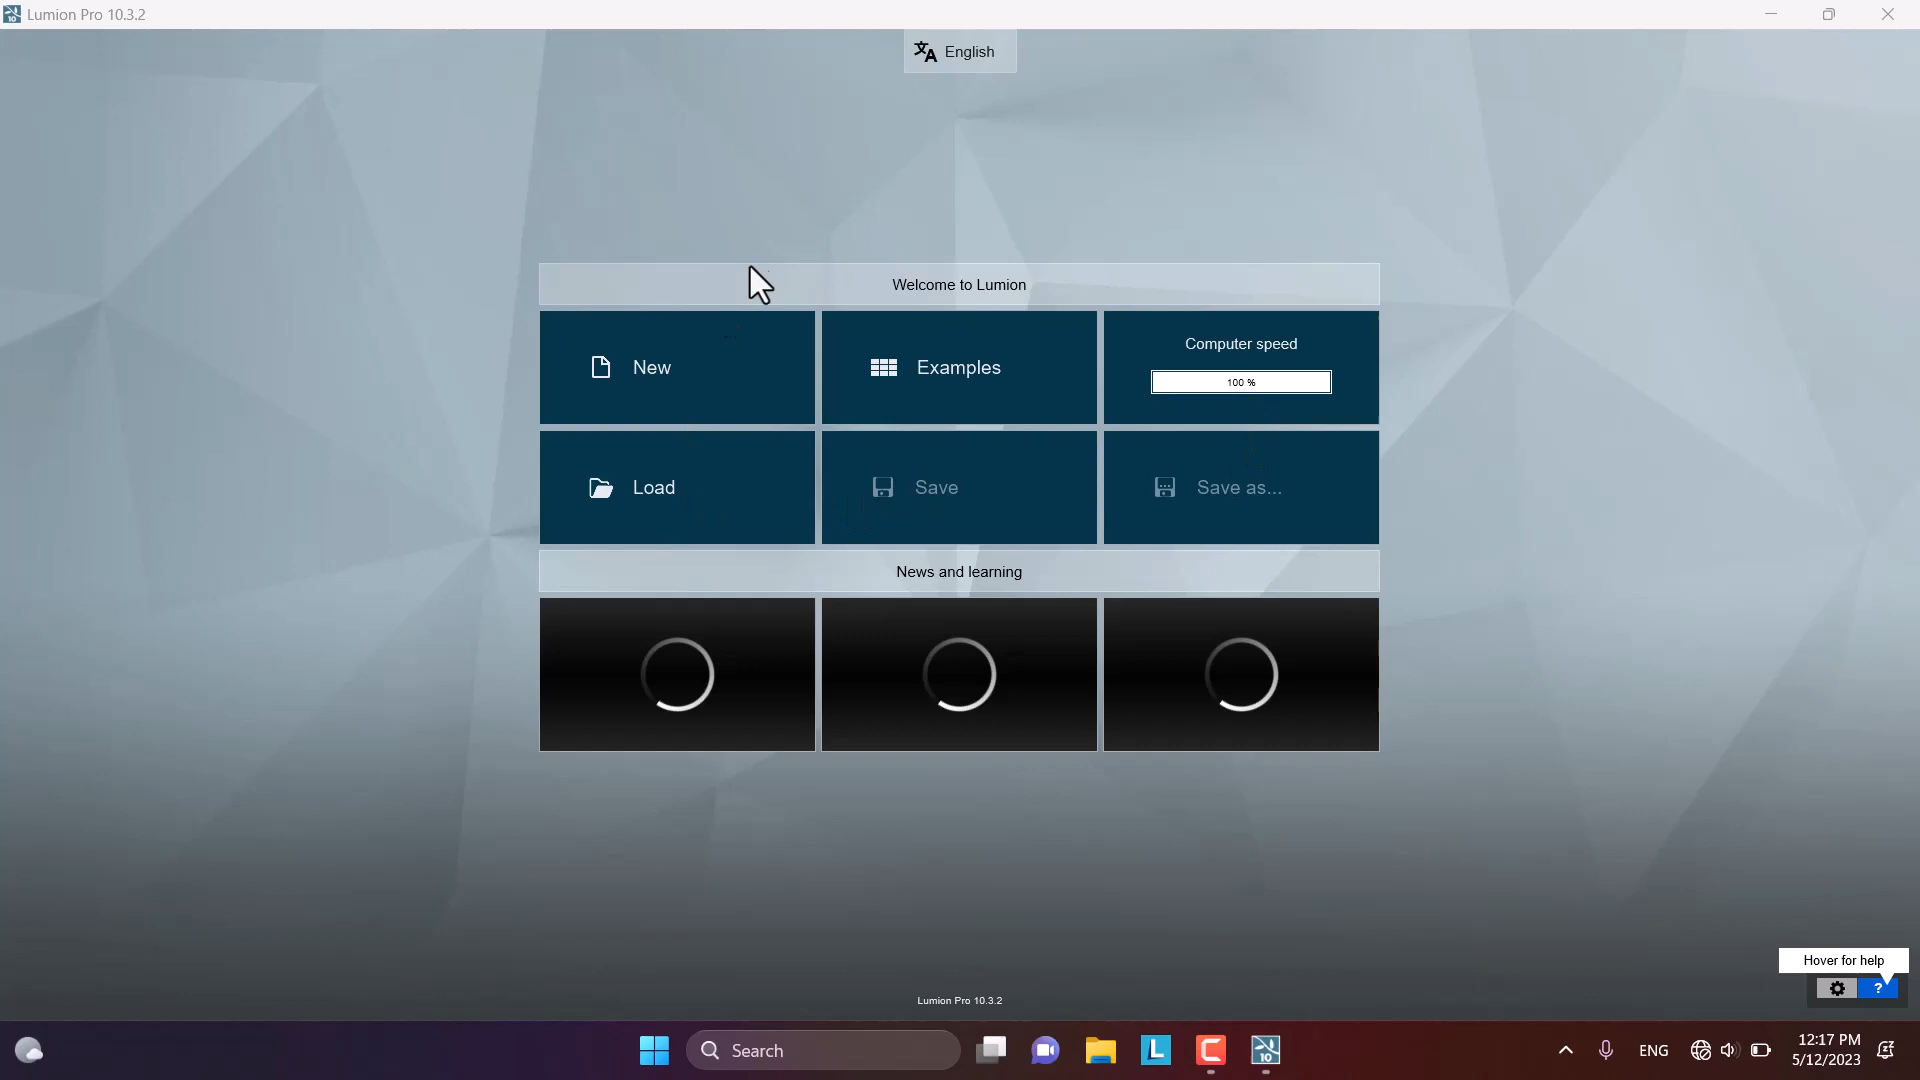 Lumion Pro 10.3.2
English
Welcome to Lumion
New
Examples
Computer speed
100 %
Load
Save
Save as...
News and learning
Hover for help
?
Lumion Pro 10.3.2
Search
ENG
12:17 PM
5/12/2023